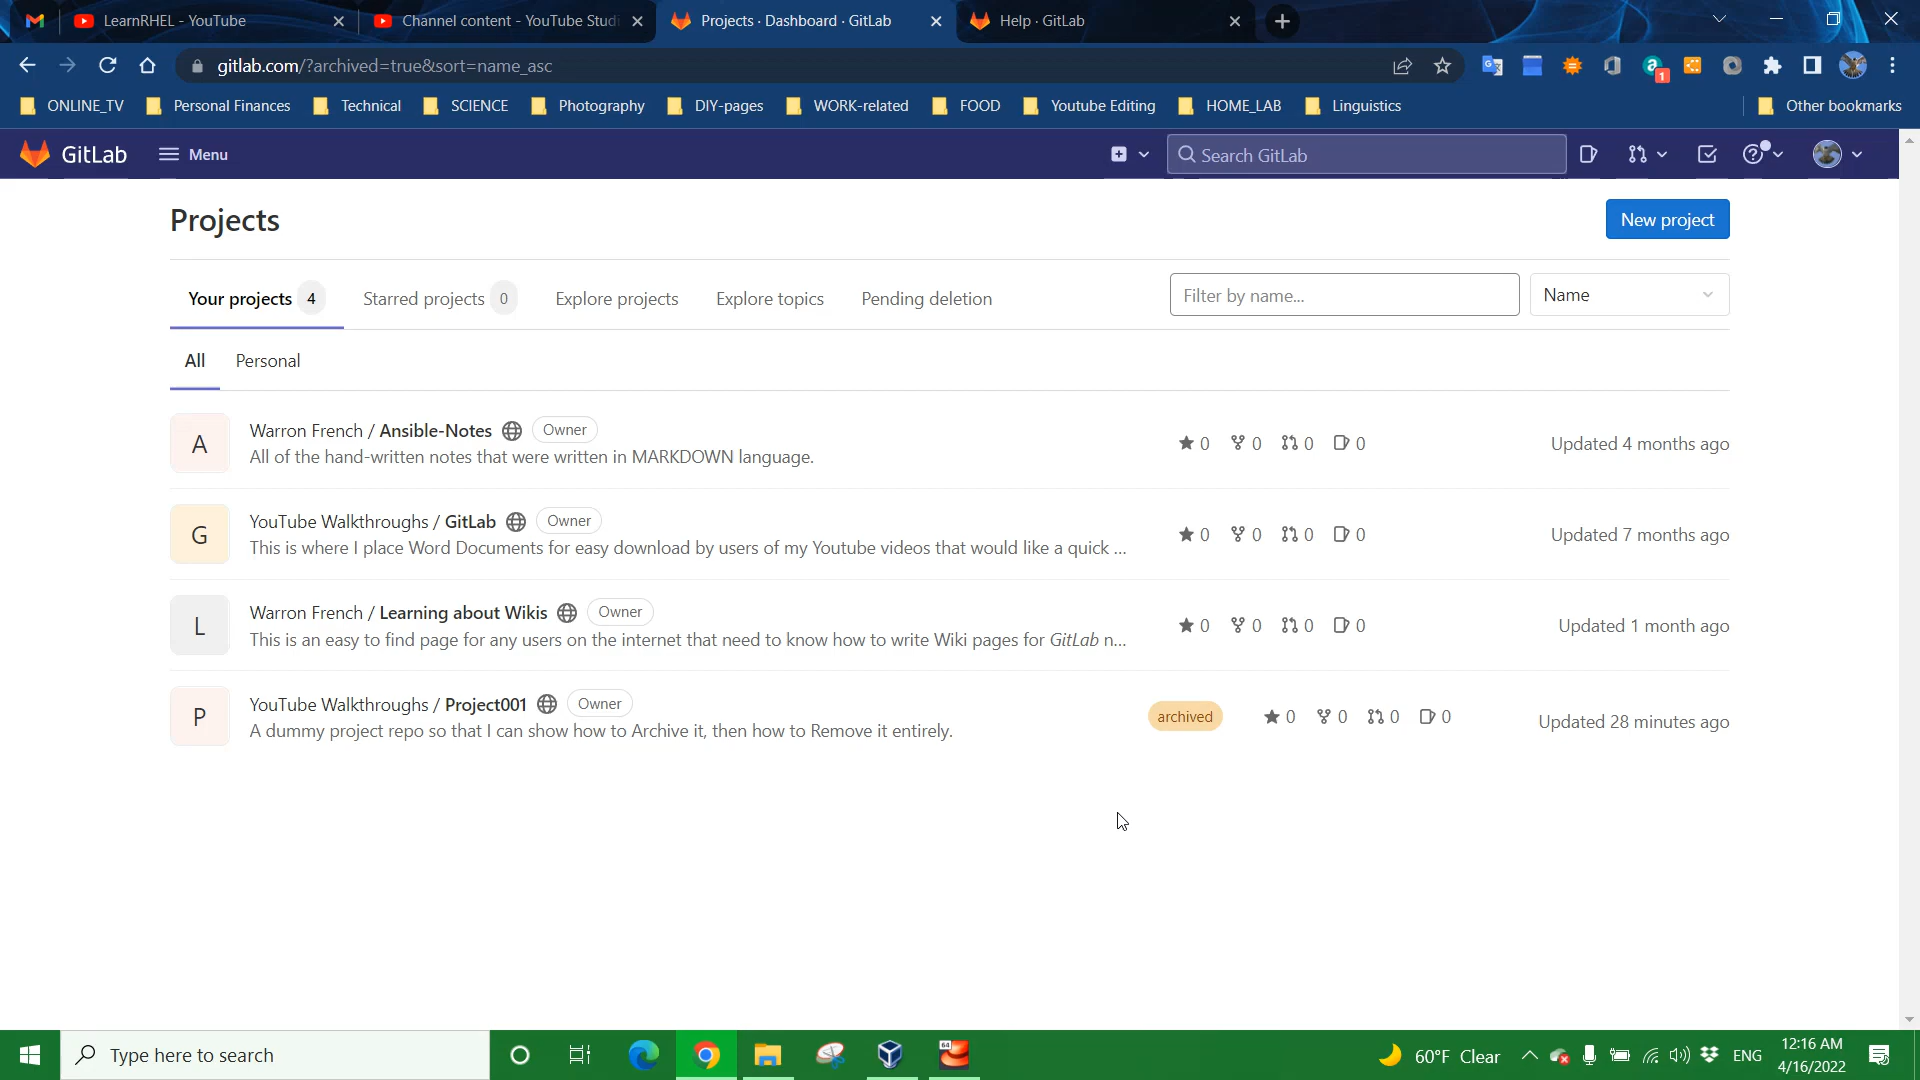 LearnRHEL - YouTube
Channel content - YouTube Studi
Projects · Dashboard · GitLab
Help · GitLab
gitlab.com/?archived=true&sort=name_asc
1
ONLINE_TV
Personal Finances
Technical
SCIENCE
Photography
DIY-pages
WORK-related
FOOD
Youtube Editing
HOME_LAB
Linguistics
Other bookmarks
GitLab
Menu
Search GitLab
Projects
New project
Your projects 4
Starred projects 0
Explore projects
Explore topics
Pending deletion
Filter by name...
Name
All
Personal
A
Warron French / Ansible-Notes
Owner
All of the hand-written notes that were written in MARKDOWN language.
0 0 0 0
Updated 4 months ago
G
YouTube Walkthroughs / GitLab
Owner
This is where I place Word Documents for easy download by users of my Youtube videos that would like a quick ...
0 0 0 0
Updated 7 months ago
L
Warron French / Learning about Wikis
Owner
This is an easy to find page for any users on the internet that need to know how to write Wiki pages for GitLab n...
0 0 0 0
Updated 1 month ago
P
YouTube Walkthroughs / Project001
Owner
A dummy project repo so that I can show how to Archive it, then how to Remove it entirely.
archived
0 0 0 0
Updated 28 minutes ago
Type here to search
64
60°F Clear
ENG
12:16 AM
4/16/2022